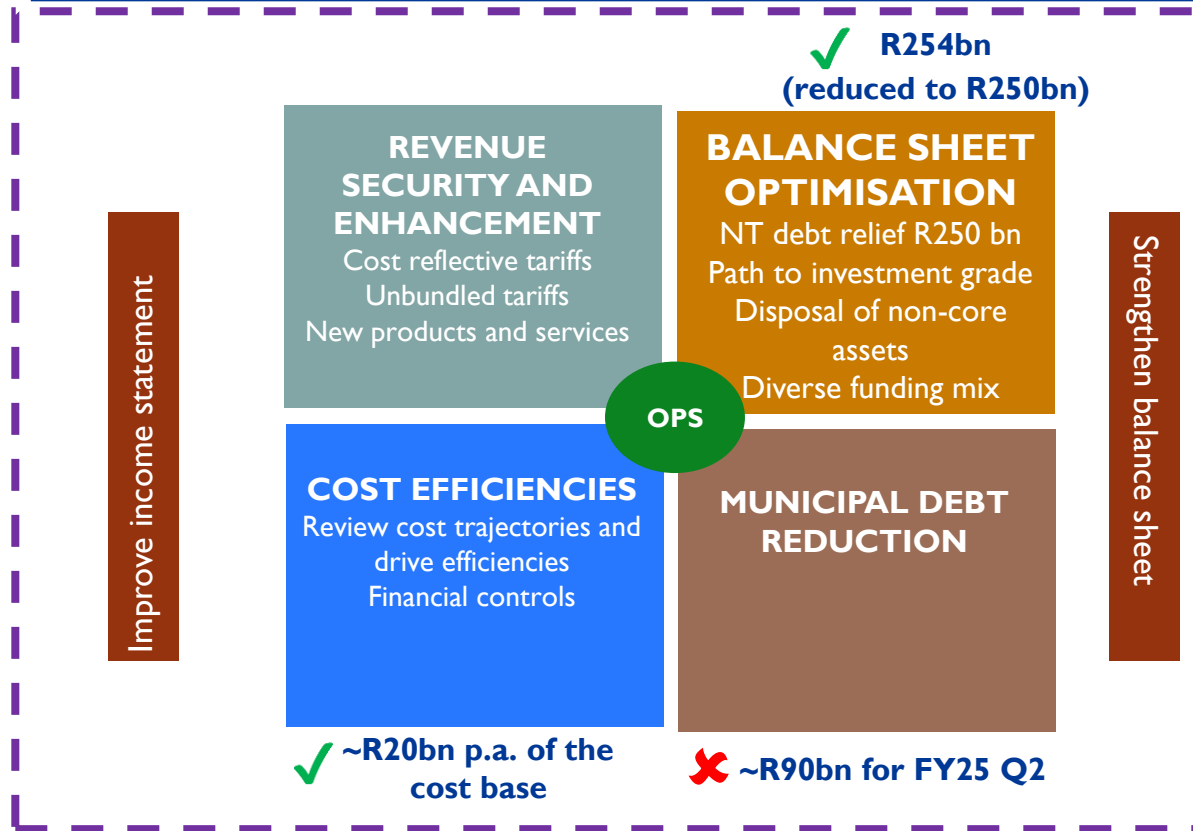 R254bn
(reduced to R250bn)
Improve income statement
REVENUE
SECURITY AND
ENHANCEMENT
Cost reflective tariffs
Unbundled tariffs
New products and services
BALANCE SHEET
OPTIMISATION
NT debt relief R250 bn
Path to investment grade
Disposal of non-core
assets
Diverse funding mix
Strengthen balance sheet
OPS
COST EFFICIENCIES
Review cost trajectories and
drive efficiencies
Financial controls
MUNICIPAL DEBT
REDUCTION
~R20bn p.a. of the
cost base
~R90bn for FY25 Q2